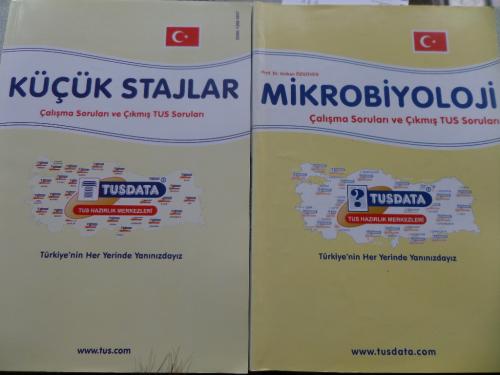 KÜÇÜK STAJLAR
Çalışma Soruları ve Çıkmış TUS Soruları
TUSDATA
TUS HAZIRLIK MERKEZLERİ
Türkiye'nin Her Yerinde Yanınızdayız
www.tus.com
MİKROBİYOLOJİ
Çalışma Soruları ve Çıkmış TUS Soruları
? TUSDATA
TUS HAZIRLIK MERKEZLERİ
Türkiye'nin Her Yerinde Yanınızdayız
www.tusdata.com